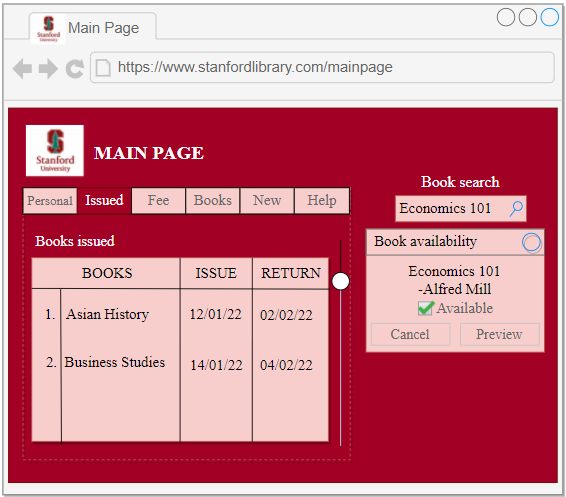 Stanford
University
Main Page
https://www.stanfordlibrary.com/mainpage
Stanford
University
MAIN PAGE
Personal Issued Fee Books New Help
Books issued
BOOKS ISSUE RETURN
1. Asian History 12/01/22 02/02/22
2. Business Studies 14/01/22 04/02/22
Book search
Economics 101
Book availability
Economics 101
-Alfred Mill
Available
Cancel Preview